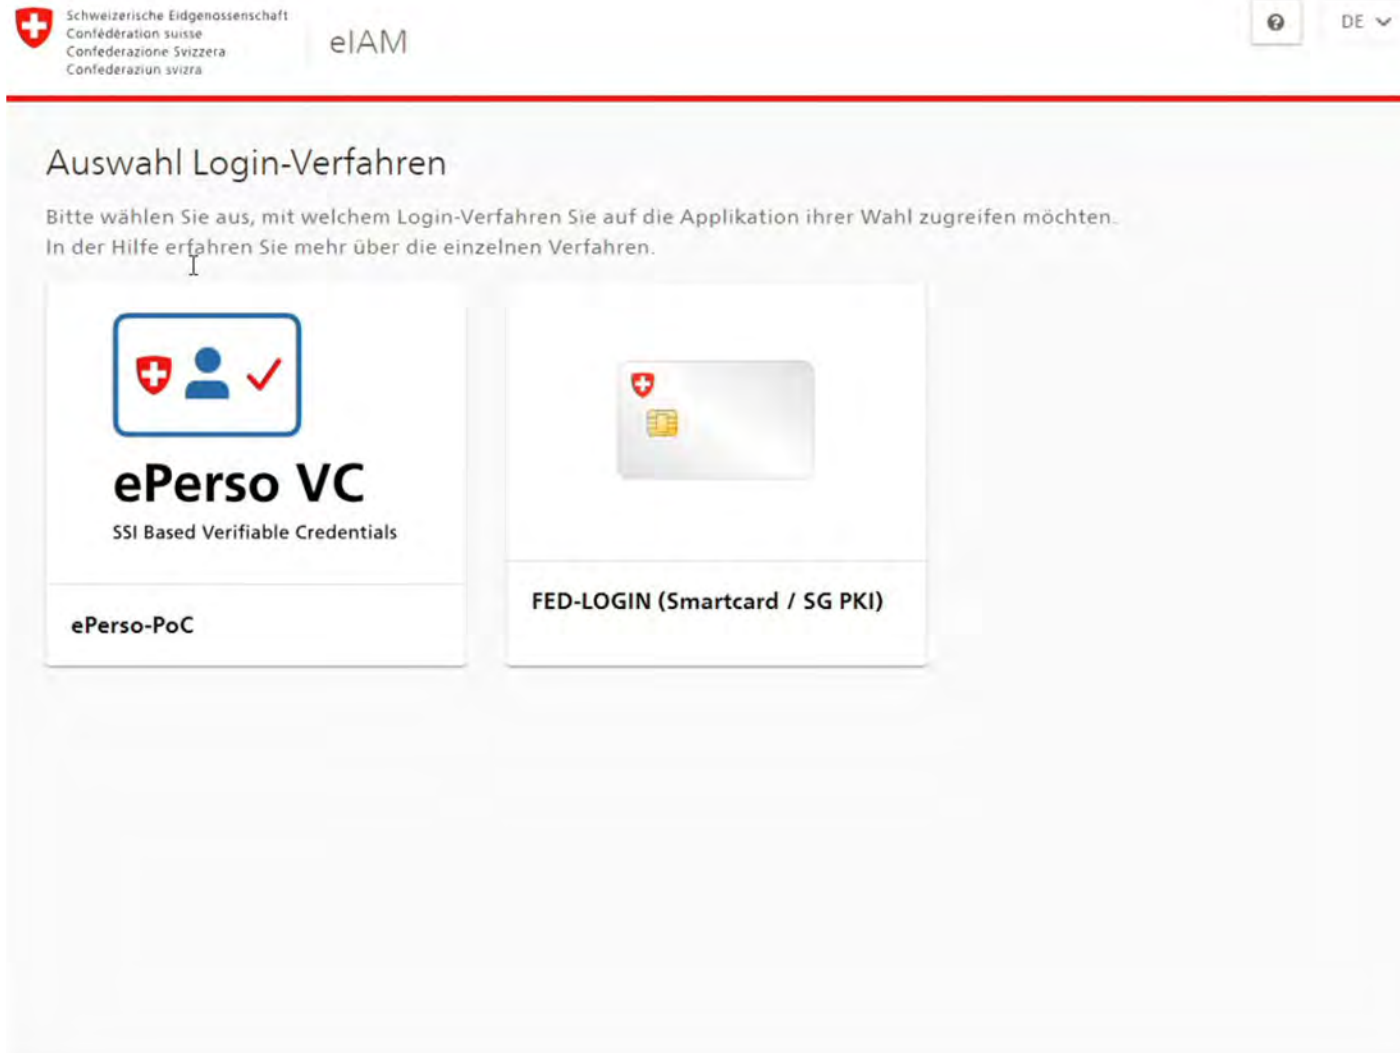 Schweizerische Eidgenossenschaft
Confédération suisse
Confederazione Svizzera
Confederaziun svizra
eIAM
DE
Auswahl Login-Verfahren
Bitte wählen Sie aus, mit welchem Login-Verfahren Sie auf die Applikation ihrer Wahl zugreifen möchten.
In der Hilfe erfahren Sie mehr über die einzelnen Verfahren.
ePerso VC
SSI Based Verifiable Credentials
ePerso-PoC
FED-LOGIN (Smartcard / SG PKI)